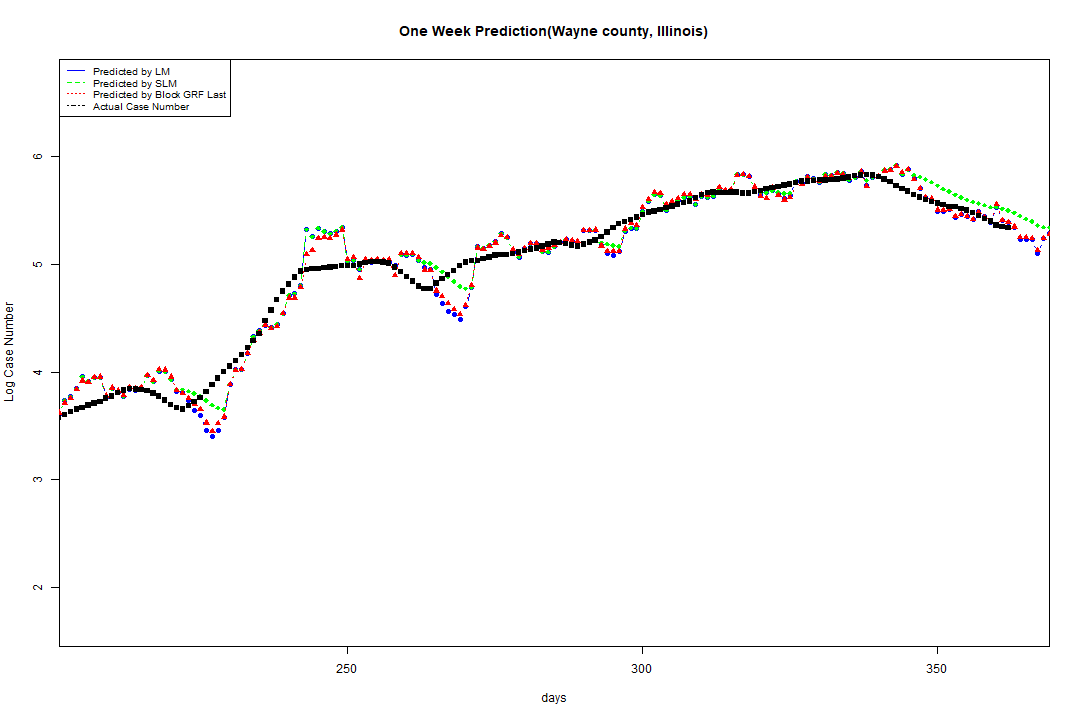 One Week Prediction(Wayne county, Illinois)
Predicted by LM
Predicted by SLM
Predicted by Block GRF Last
Actual Case Number
6
5
4
3
2
Log Case Number
250 300 350
days